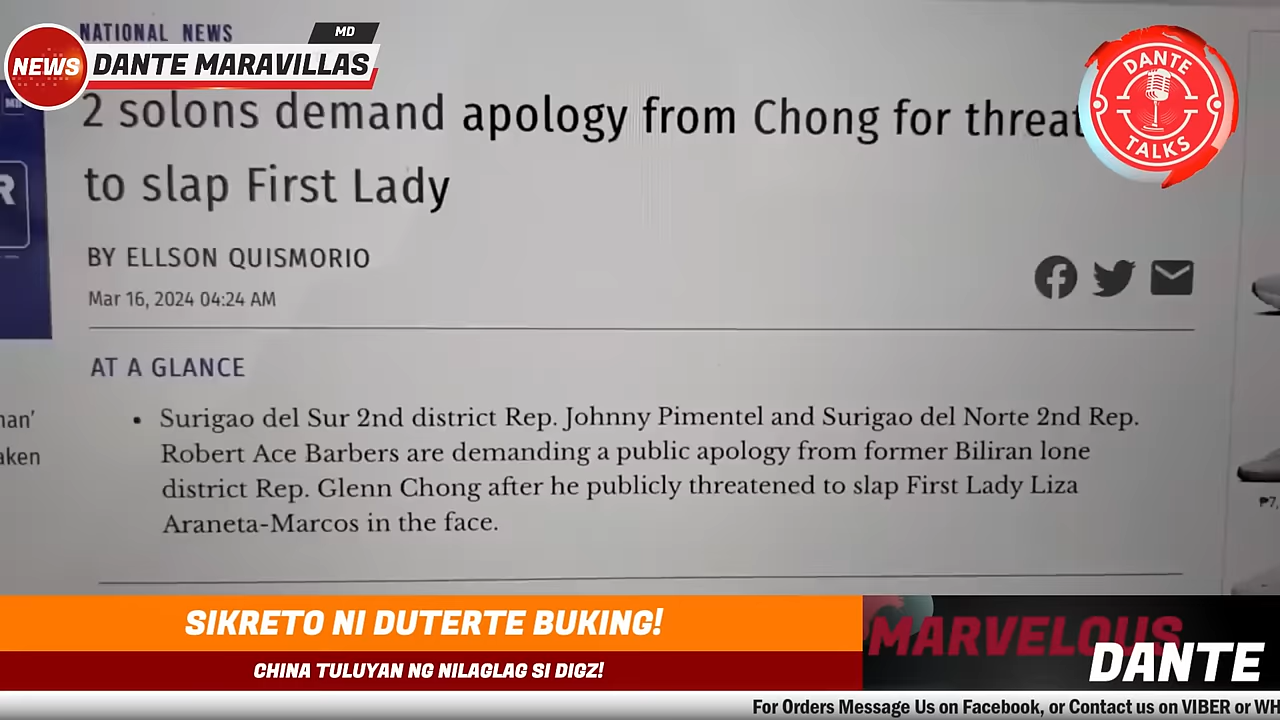 NATIONAL NEWS
MD
NEWS
DANTE MARAVILLAS
DANTE
TALKS
2 solons demand apology from Chong for threat
to slap First Lady
BY ELLSON QUISMORIO
Mar 16, 2024 04:24 AM
AT A GLANCE
• Surigao del Sur 2nd district Rep. Johnny Pimentel and Surigao del Norte 2nd Rep.
Robert Ace Barbers are demanding a public apology from former Biliran lone
district Rep. Glenn Chong after he publicly threatened to slap First Lady Liza
Araneta-Marcos in the face.
han’
aken
R
₱7,
SIKRETO NI DUTERTE BUKING!
CHINA TULUYAN NG NILAGLAG SI DIGZ!
MARVELOUS
DANTE
For Orders Message Us on Facebook, or Contact us on VIBER or WH